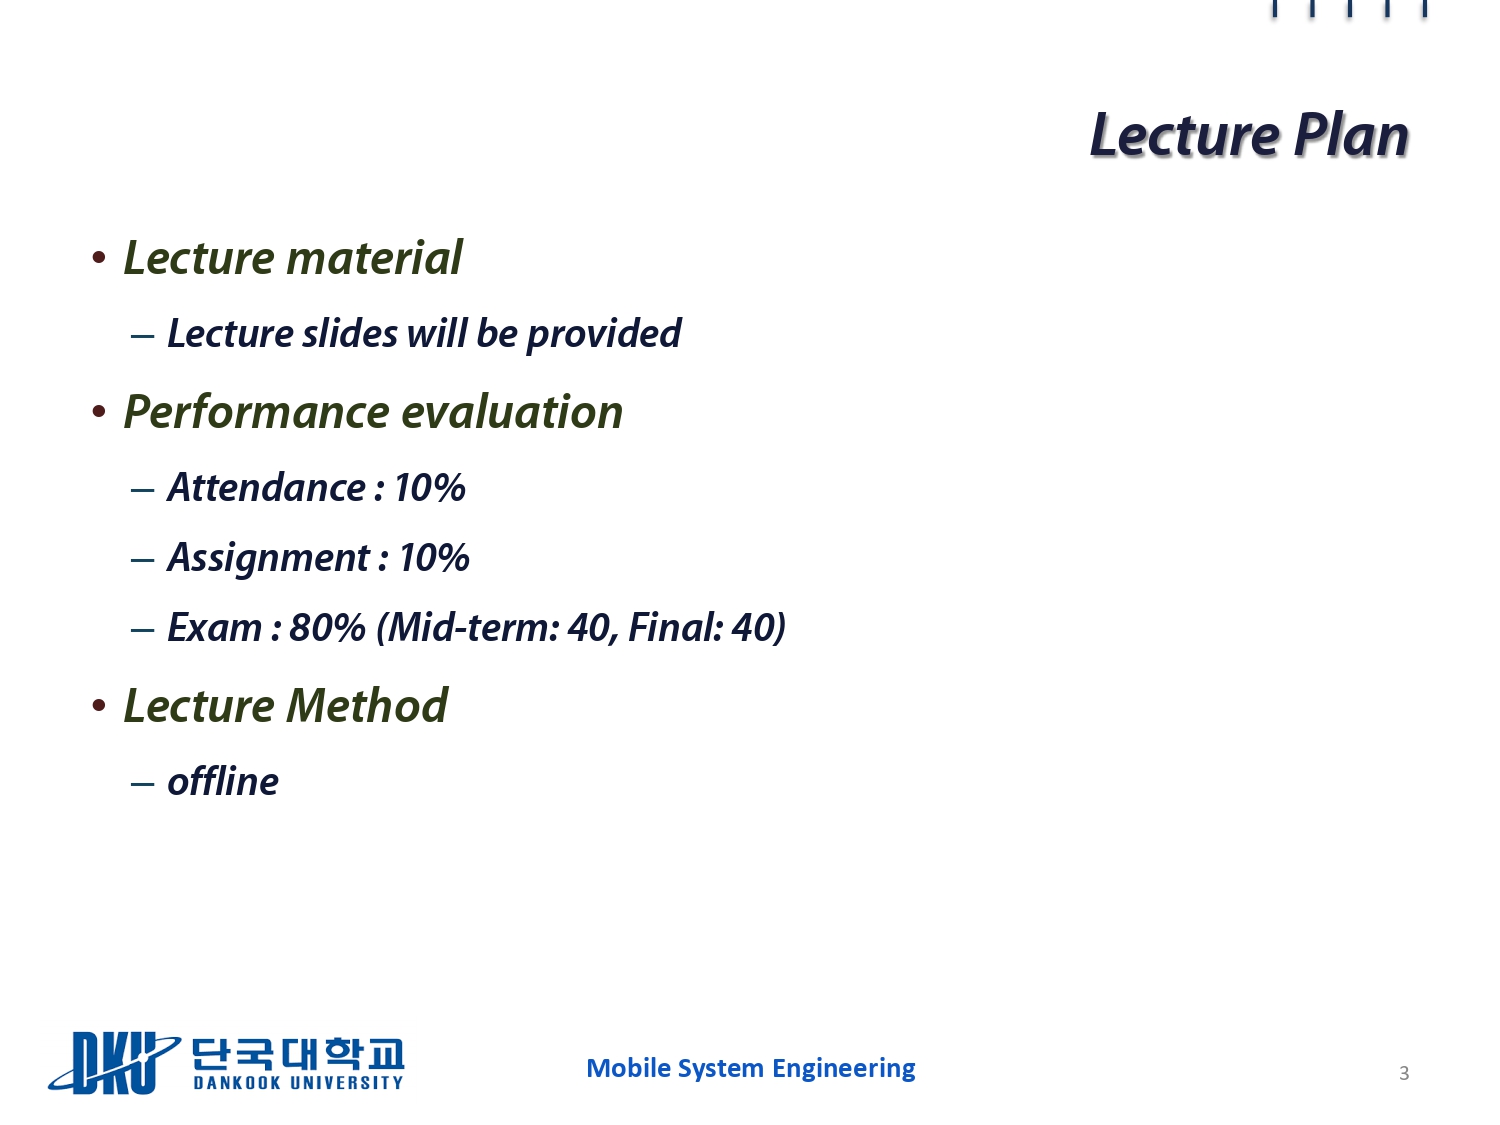 Lecture Plan
• Lecture material
– Lecture slides will be provided
• Performance evaluation
– Attendance : 10%
– Assignment : 10%
– Exam : 80% (Mid-term: 40, Final: 40)
• Lecture Method
– offline
DKU 단국대학교
DANKOOK UNIVERSITY
Mobile System Engineering
3